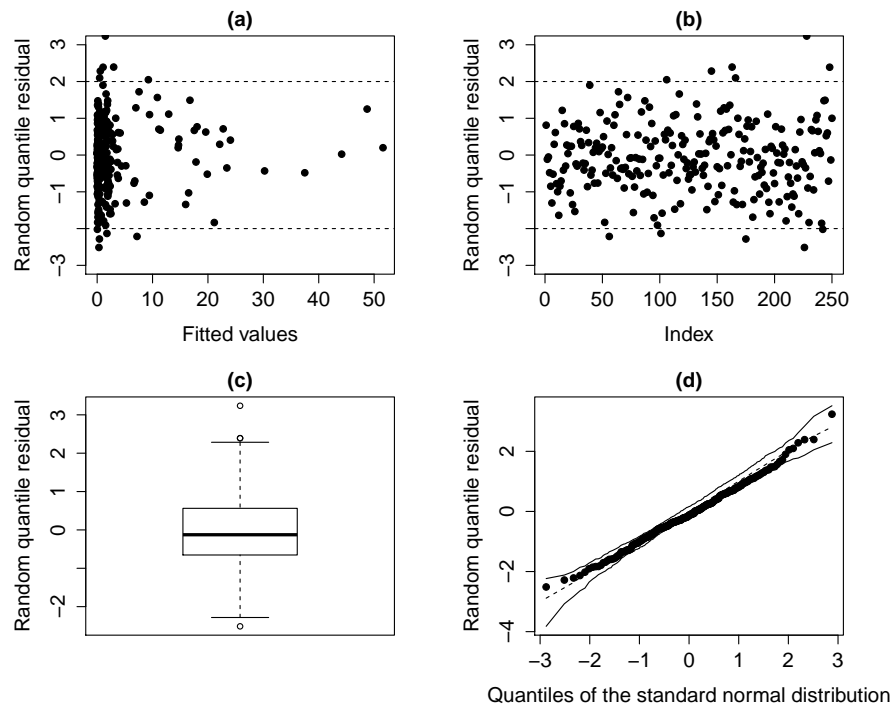 (a)
Random quantile residual
3
2
1
0
−1
−3
0 10 20 30 40 50
Fitted values
(b)
Random quantile residual
3
2
1
0
−1
−3
0 50 100 150 200 250
Index
(c)
Random quantile residual
3
2
1
0
−2
(d)
Random quantile residual
2
0
−2
−4
−3 −2 −1 0 1 2 3
Quantiles of the standard normal distribution